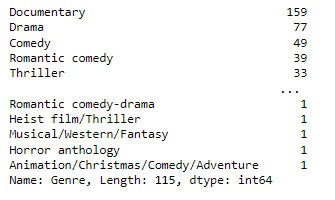 Documentary 159
Drama 77
Comedy 49
Romantic comedy 39
Thriller 33
...
Romantic comedy-drama 1
Heist film/Thriller 1
Musical/Western/Fantasy 1
Horror anthology 1
Animation/Christmas/Comedy/Adventure 1
Name: Genre, Length: 115, dtype: int64